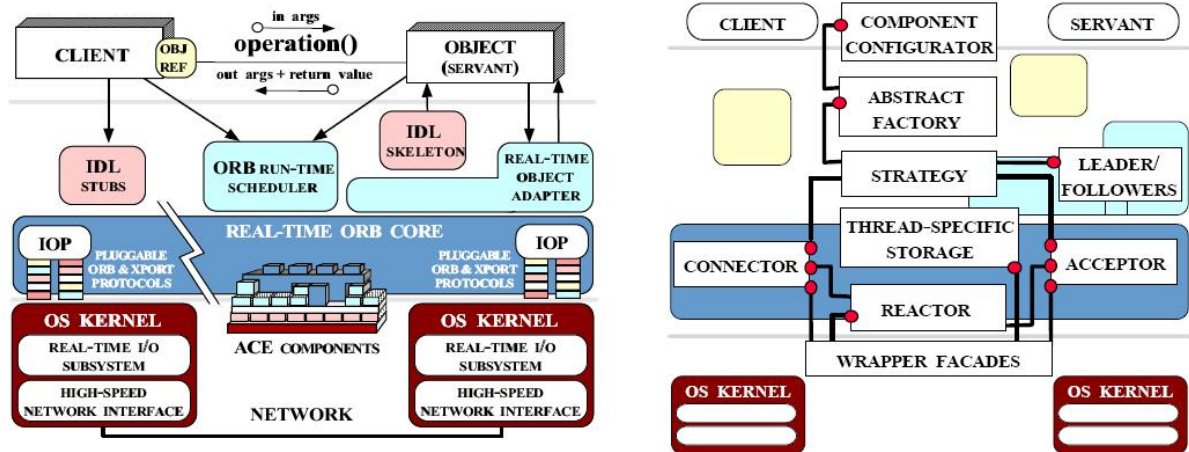 in args
CLIENT
OBJ
REF
operation()
OBJECT
(SERVANT)
out args + return value
IDL
STUBS
ORB RUN-TIME
SCHEDULER
IDL
SKELETON
REAL-TIME
OBJECT
ADAPTER
REAL-TIME ORB CORE
IOP
PLUGGABLE
ORB & XPORT
PROTOCOLS
IOP
PLUGGABLE
ORB & XPORT
PROTOCOLS
OS KERNEL
REAL-TIME I/O
SUBSYSTEM
HIGH-SPEED
NETWORK INTERFACE
ACE COMPONENTS
NETWORK
OS KERNEL
REAL-TIME I/O
SUBSYSTEM
HIGH-SPEED
NETWORK INTERFACE
CLIENT
COMPONENT
CONFIGURATOR
SERVANT
ABSTRACT
FACTORY
STRATEGY
LEADER/
FOLLOWERS
THREAD-SPECIFIC
STORAGE
CONNECTOR
ACCEPTOR
REACTOR
WRAPPER FACADES
OS KERNEL
OS KERNEL